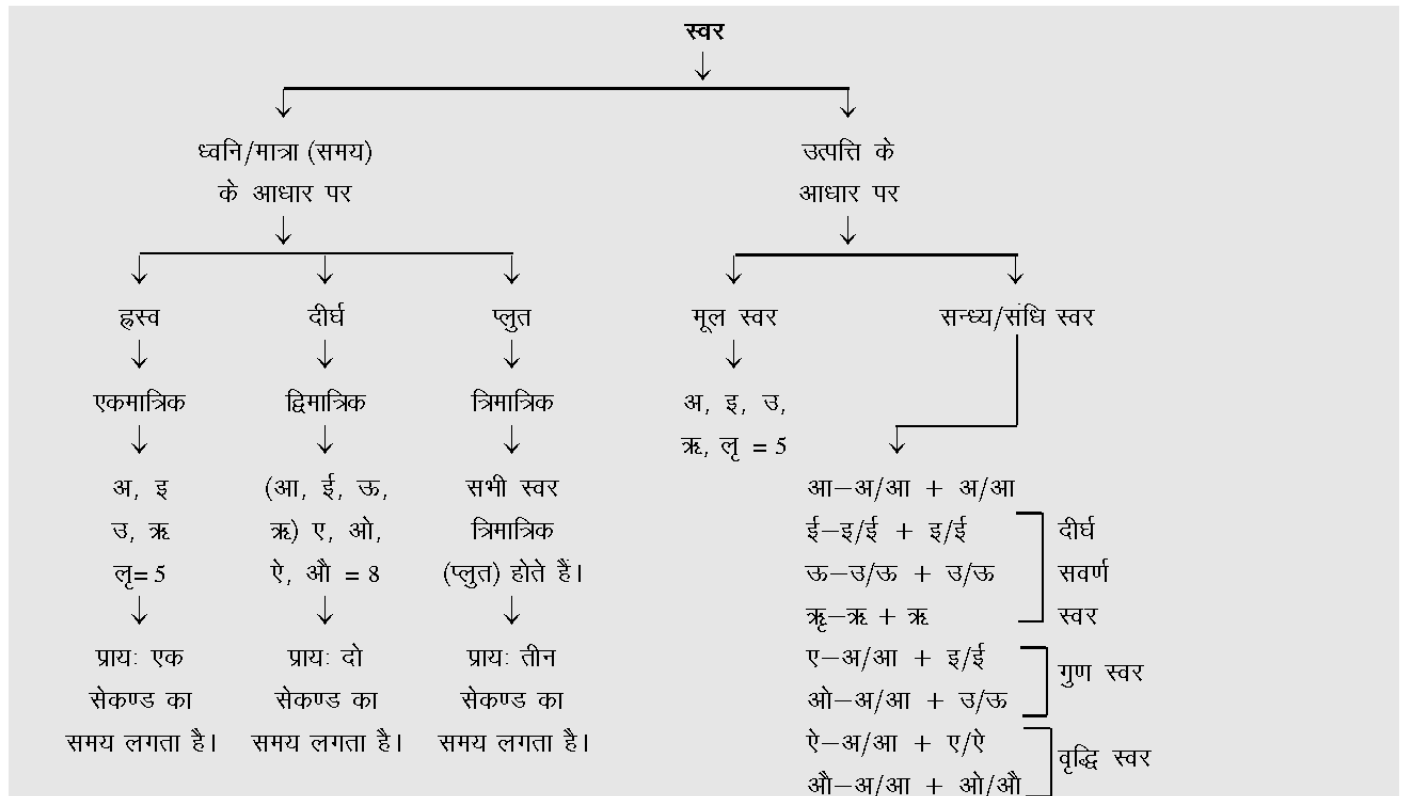 स्वर
ध्वनि/मात्रा (समय)
के आधार पर
उत्पत्ति के
आधार पर
ह्रस्व
दीर्घ
प्लुत
मूल स्वर
सन्ध्य/संधि स्वर
एकमात्रिक
द्विमात्रिक
त्रिमात्रिक
अ, इ, उ,
ऋ, लृ = 5
अ, इ
उ, ऋ
लृ= 5
(आ, ई, ऊ,
ऋ) ए, ओ,
ऐ, औ = 8
सभी स्वर
त्रिमात्रिक
(प्लुत) होते हैं।
प्रायः एक
सेकण्ड का
समय लगता है।
प्रायः दो
सेकण्ड का
समय लगता है।
प्रायः तीन
सेकण्ड का
समय लगता है।
आ–अ/आ + अ/आ
ई–इ/ई + इ/ई
ऊ–उ/ऊ + उ/ऊ
ॠ–ऋ + ऋ
दीर्घ
सवर्ण
स्वर
ए–अ/आ + इ/ई
ओ–अ/आ + उ/ऊ
गुण स्वर
ऐ–अ/आ + ए/ऐ
औ–अ/आ + ओ/औ
वृद्धि स्वर